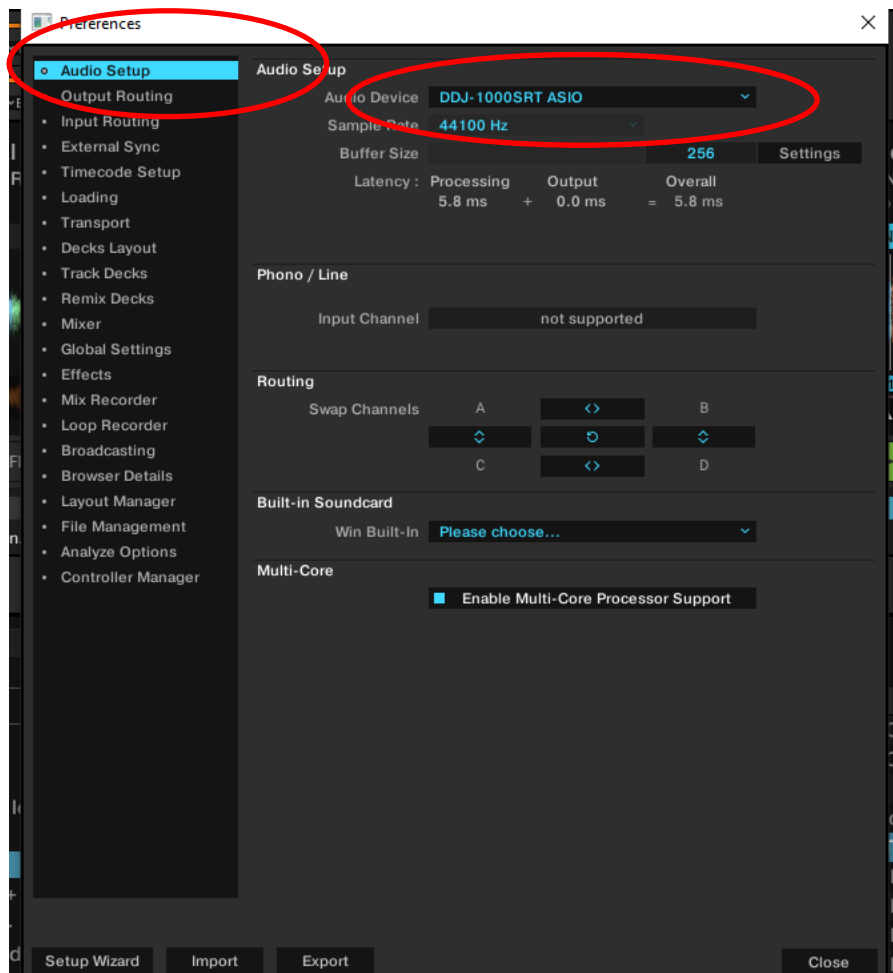 Preferences
Audio Setup
Output Routing
Input Routing
External Sync
Timecode Setup
Loading
Transport
Decks Layout
Track Decks
Remix Decks
Mixer
Global Settings
Effects
Mix Recorder
Loop Recorder
Broadcasting
Browser Details
Layout Manager
File Management
Analyze Options
Controller Manager
Audio Setup
Audio Device DDJ-1000SRT ASIO
Sample Rate 44100 Hz
Buffer Size 256 Settings
Latency : Processing Output Overall
5.8 ms + 0.0 ms = 5.8 ms
Phono / Line
Input Channel not supported
Routing
Swap Channels A B
C D
Built-in Soundcard
Win Built-In Please choose...
Multi-Core
Enable Multi-Core Processor Support
Setup Wizard Import Export Close